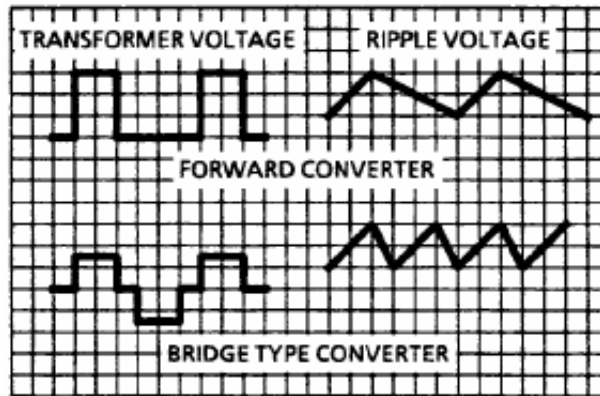 TRANSFORMER VOLTAGE
RIPPLE VOLTAGE
FORWARD CONVERTER
BRIDGE TYPE CONVERTER